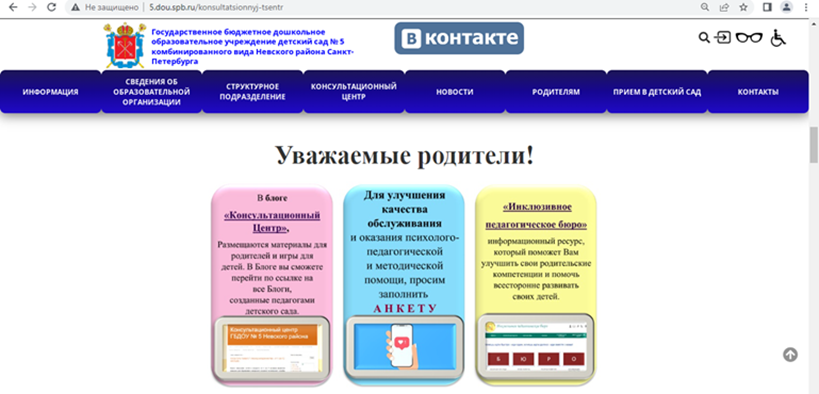 Не защищено | 5.dou.spb.ru/konsultatsionnyj-tsentr
Государственное бюджетное дошкольное
образовательное учреждение детский сад № 5
комбинированного вида Невского района Санкт-
Петербурга
В контакте
ИНФОРМАЦИЯ
СВЕДЕНИЯ ОБ
ОБРАЗОВАТЕЛЬНОЙ
ОРГАНИЗАЦИИ
СТРУКТУРНОЕ
ПОДРАЗДЕЛЕНИЕ
КОНСУЛЬТАЦИОННЫЙ
ЦЕНТР
НОВОСТИ
РОДИТЕЛЯМ
ПРИЕМ В ДЕТСКИЙ САД
КОНТАКТЫ
Уважаемые родители!
В блоге
«Консультационный
Центр»,
Размещаются материалы для
родителей и игры для
детей. В Блоге вы сможете
перейти по ссылке на
все Блоги,
созданные педагогами
детского сада.
Консультационный центр
ГБДОУ № 5 Невского района
Для улучшения
качества
обслуживания
и оказания психолого-
педагогической
и методической
помощи, просим
заполнить
АНКЕТУ
«Инклюзивное
педагогическое бюро»
информационный ресурс,
который поможет Вам
улучшить свои родительские
компетенции и помочь
всесторонне развивать
своих детей.
Б Ю Р О